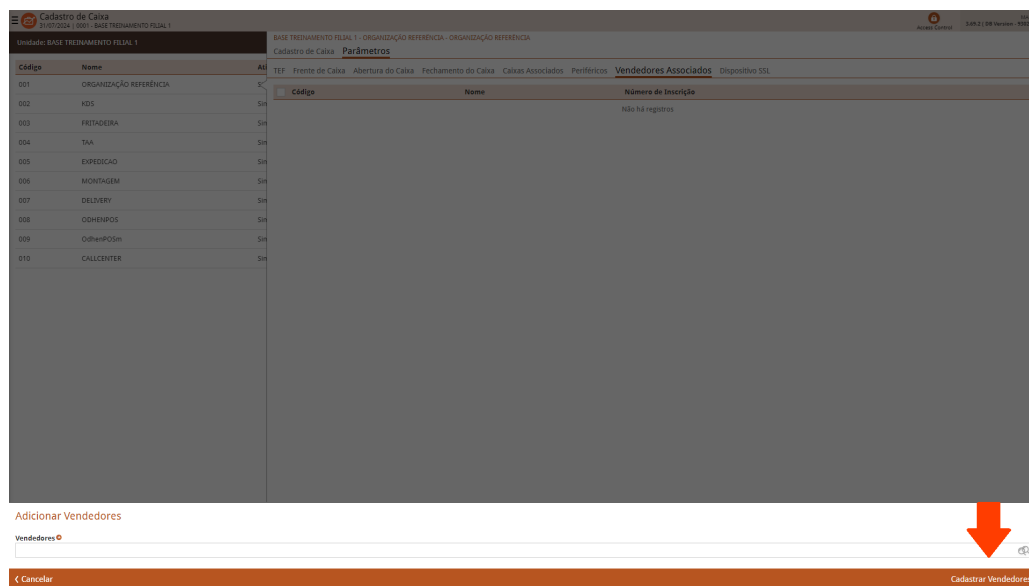 Cadastro de Caixa
31/07/2024 | 0001 - BASE TREINAMENTO FILIAL 1
Access Control
Unidade: BASE TREINAMENTO FILIAL 1
Código Nome
001 ORGANIZAÇÃO REFERÊNCIA
002 KDS Sim
003 FRITADEIRA Sim
004 TAA Sim
005 EXPEDICAO Sim
006 MONTAGEM Sim
007 DELIVERY Sim
008 ODHENPOS Sim
009 OdhenPOSm Sim
010 CALLCENTER Sim
BASE TREINAMENTO FILIAL 1 - ORGANIZAÇÃO REFERÊNCIA - ORGANIZAÇÃO REFERÊNCIA
Cadastro de Caixa Parâmetros
TEF Frente de Caixa Abertura do Caixa Fechamento do Caixa Caixas Associados Periféricos Vendedores Associados Dispositivo SSL
Código Nome Número de Inscrição
Não há registros
Adicionar Vendedores
Vendedores
Cancelar Cadastrar Vendedores